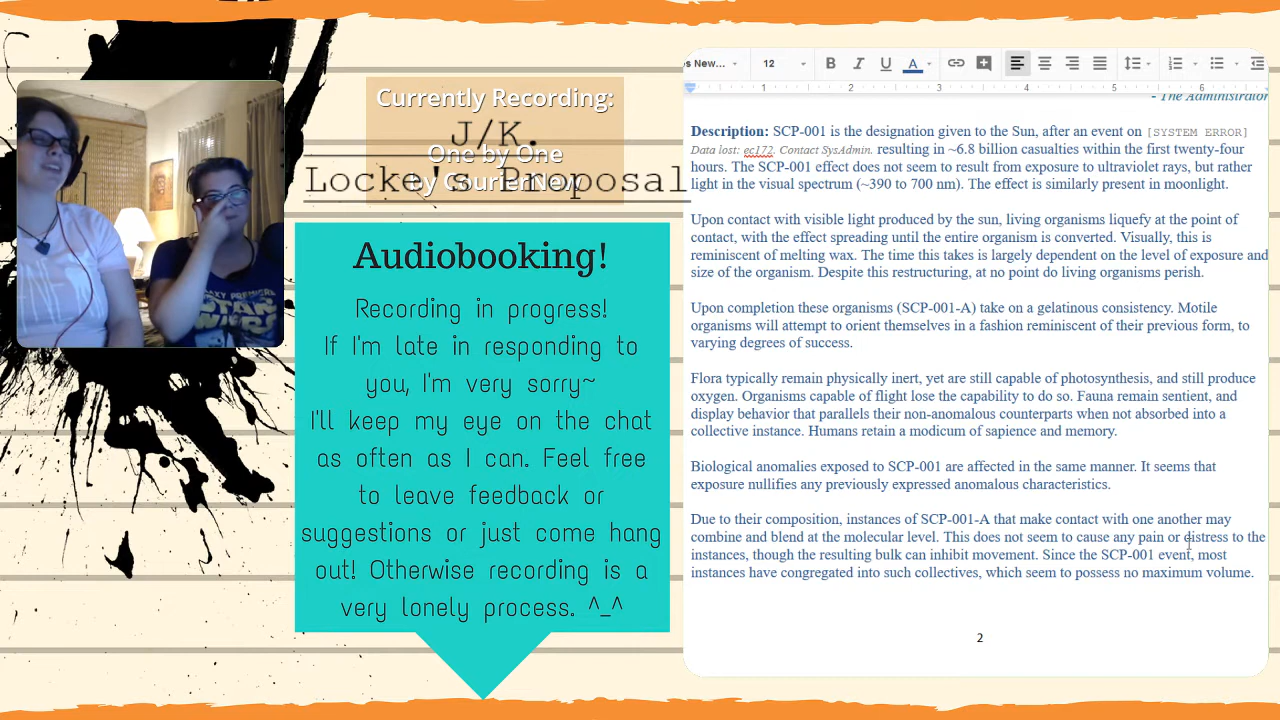 Currently Recording:
J/K.
One by One
Locke's Proposal
by CourierNew
Audiobooking!
Recording in progress!
If I'm late in responding to
you, I'm very sorry~
I'll keep my eye on the chat
as often as I can. Feel free
to leave feedback or
suggestions or just come hang
out! Otherwise recording is a
very lonely process. ^_^
s New...
12
B I U A
1 2 3 4 5 6
- The Administrator
Description: SCP-001 is the designation given to the Sun, after an event on [SYSTEM ERROR]
Data lost: ec172. Contact SysAdmin. resulting in ~6.8 billion casualties within the first twenty-four
hours. The SCP-001 effect does not seem to result from exposure to ultraviolet rays, but rather
light in the visual spectrum (~390 to 700 nm). The effect is similarly present in moonlight.
Upon contact with visible light produced by the sun, living organisms liquefy at the point of
contact, with the effect spreading until the entire organism is converted. Visually, this is
reminiscent of melting wax. The time this takes is largely dependent on the level of exposure and
size of the organism. Despite this restructuring, at no point do living organisms perish.
Upon completion these organisms (SCP-001-A) take on a gelatinous consistency. Motile
organisms will attempt to orient themselves in a fashion reminiscent of their previous form, to
varying degrees of success.
Flora typically remain physically inert, yet are still capable of photosynthesis, and still produce
oxygen. Organisms capable of flight lose the capability to do so. Fauna remain sentient, and
display behavior that parallels their non-anomalous counterparts when not absorbed into a
collective instance. Humans retain a modicum of sapience and memory.
Biological anomalies exposed to SCP-001 are affected in the same manner. It seems that
exposure nullifies any previously expressed anomalous characteristics.
Due to their composition, instances of SCP-001-A that make contact with one another may
combine and blend at the molecular level. This does not seem to cause any pain or distress to the
instances, though the resulting bulk can inhibit movement. Since the SCP-001 event, most
instances have congregated into such collectives, which seem to possess no maximum volume.
2